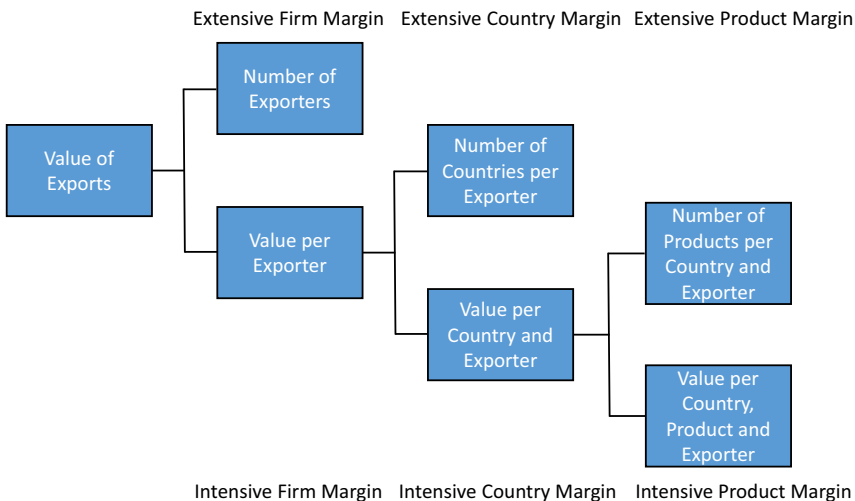 Extensive Firm Margin
Extensive Country Margin
Extensive Product Margin
Number of
Exporters
Value of
Exports
Number of
Countries per
Exporter
Value per
Exporter
Number of
Products per
Country and
Exporter
Value per
Country and
Exporter
Value per
Country,
Product and
Exporter
Intensive Firm Margin
Intensive Country Margin
Intensive Product Margin